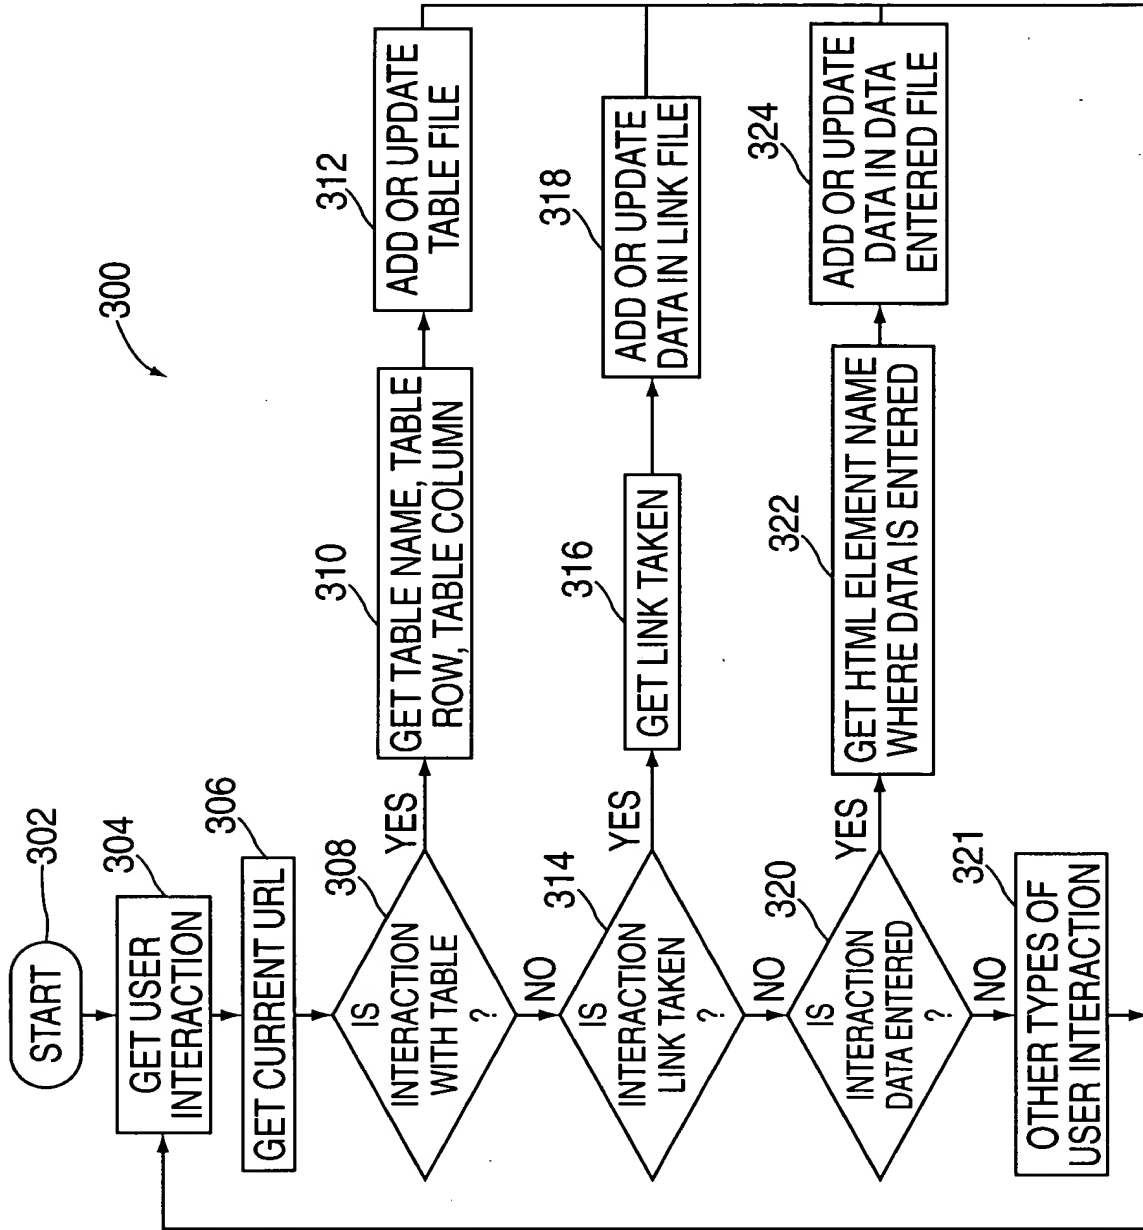 300
START
302
GET USER
INTERACTION
304
GET CURRENT URL
306
IS
INTERACTION
WITH TABLE
?
308
YES
NO
GET TABLE NAME, TABLE
ROW, TABLE COLUMN
310
ADD OR UPDATE
TABLE FILE
312
IS
INTERACTION
LINK TAKEN
?
314
YES
NO
GET LINK TAKEN
316
ADD OR UPDATE
DATA IN LINK FILE
318
IS
INTERACTION
DATA ENTERED
?
320
YES
NO
GET HTML ELEMENT NAME
WHERE DATA IS ENTERED
322
ADD OR UPDATE
DATA IN DATA
ENTERED FILE
324
OTHER TYPES OF
USER INTERACTION
321